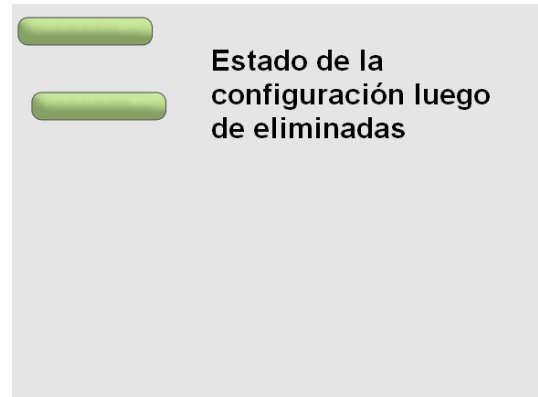 Estado de la
configuración luego
de eliminadas